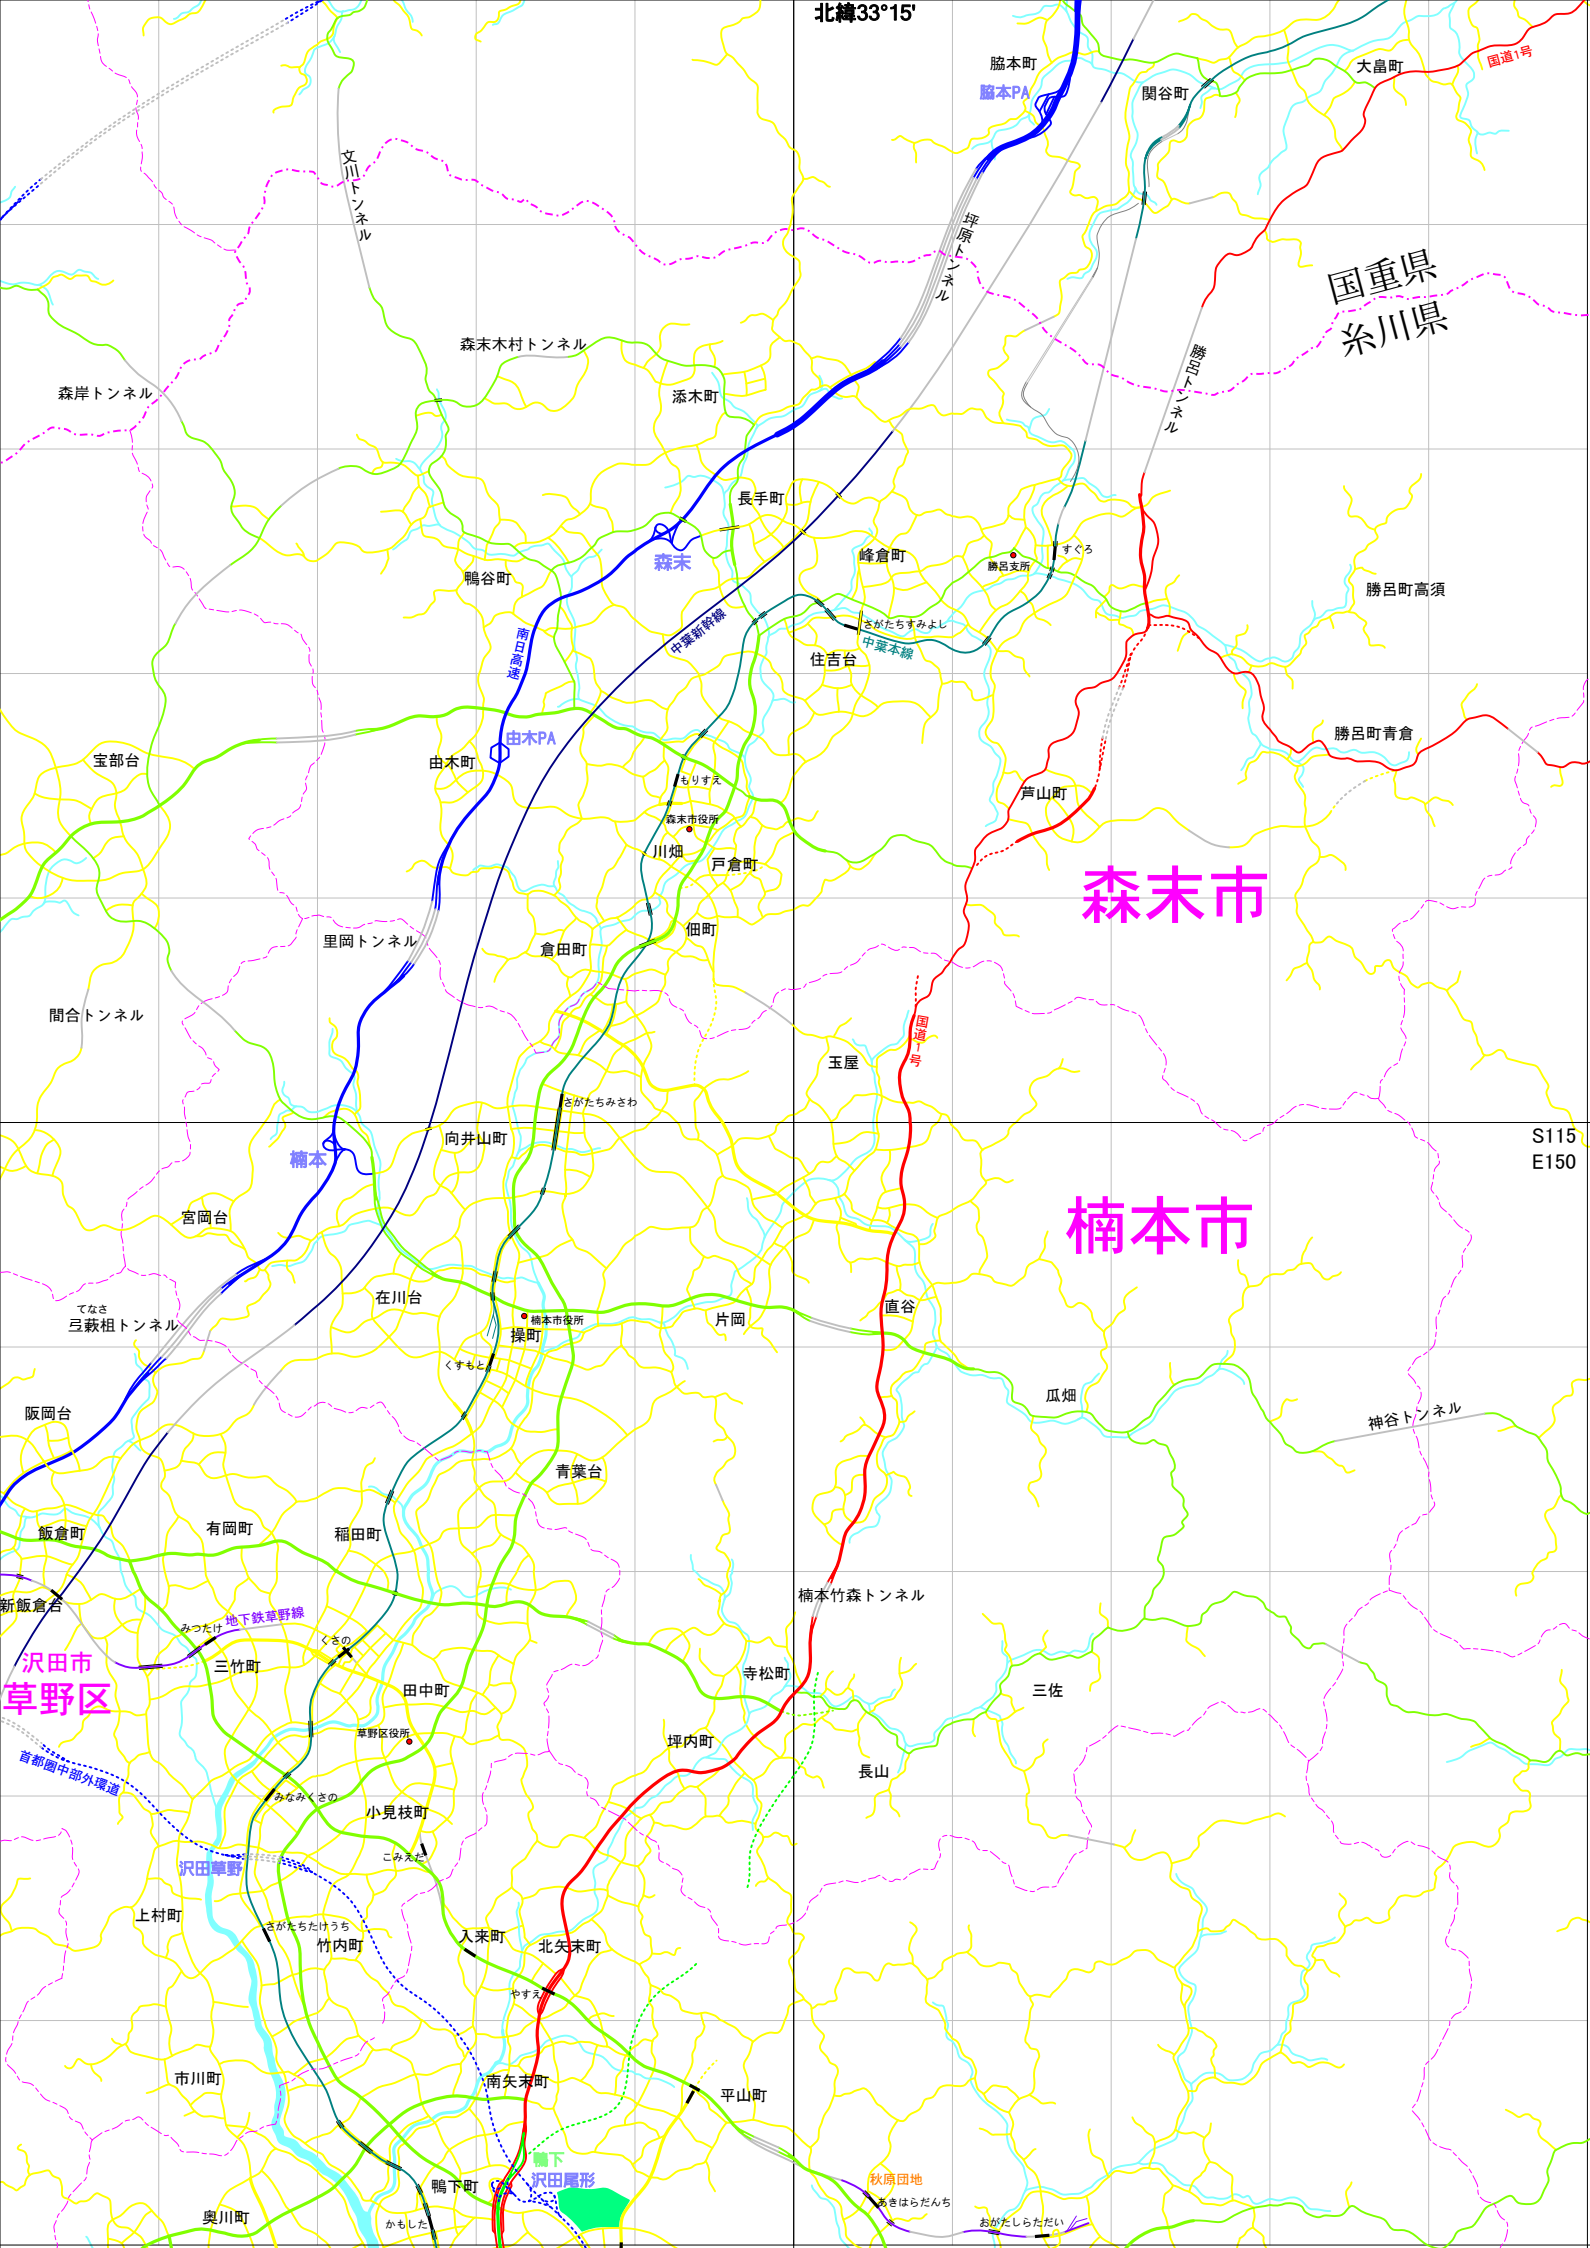 北緯33°15'
脇本町
脇本PA
関谷町
大畠町
国道1号
文川トンネル
坪原トンネル
国重県
糸川県
森末木村トンネル
勝呂トンネル
森岸トンネル
添木町
長手町
森末
峰倉町
勝呂支所
すぐろ
鴨谷町
勝呂町高須
中葉新幹線
さがたちすみよし
南日高速
中葉本線
住吉台
由木PA
宝部台
由木町
勝呂町青倉
もりすえ
芦山町
森末市役所
川畑
戸倉町
森末市
佃町
里岡トンネル
倉田町
間合トンネル
国道1号
玉屋
さがたちみさわ
向井山町
楠本
S115
E150
宮岡台
楠本市
在川台
てなさ
弖薮柤トンネル
楠本市役所
片岡
直谷
操町
くすもと
瓜畑
阪岡台
神谷トンネル
青葉台
飯倉町
有岡町
稲田町
新飯倉台
楠本竹森トンネル
みつたけ
地下鉄草野線
くさの
沢田市
草野区
三竹町
寺松町
田中町
三佐
草野区役所
坪内町
首都圏中部外環道
長山
みなみくさの
小見枝町
こみえだ
沢田草野
上村町
さがたちたけうち
竹内町
入来町
北矢末町
やすえ
市川町
南矢末町
平山町
鴨下
沢田尾形
秋原団地
鴨下町
あきはらだんち
奥川町
かもした
おがたしらただい